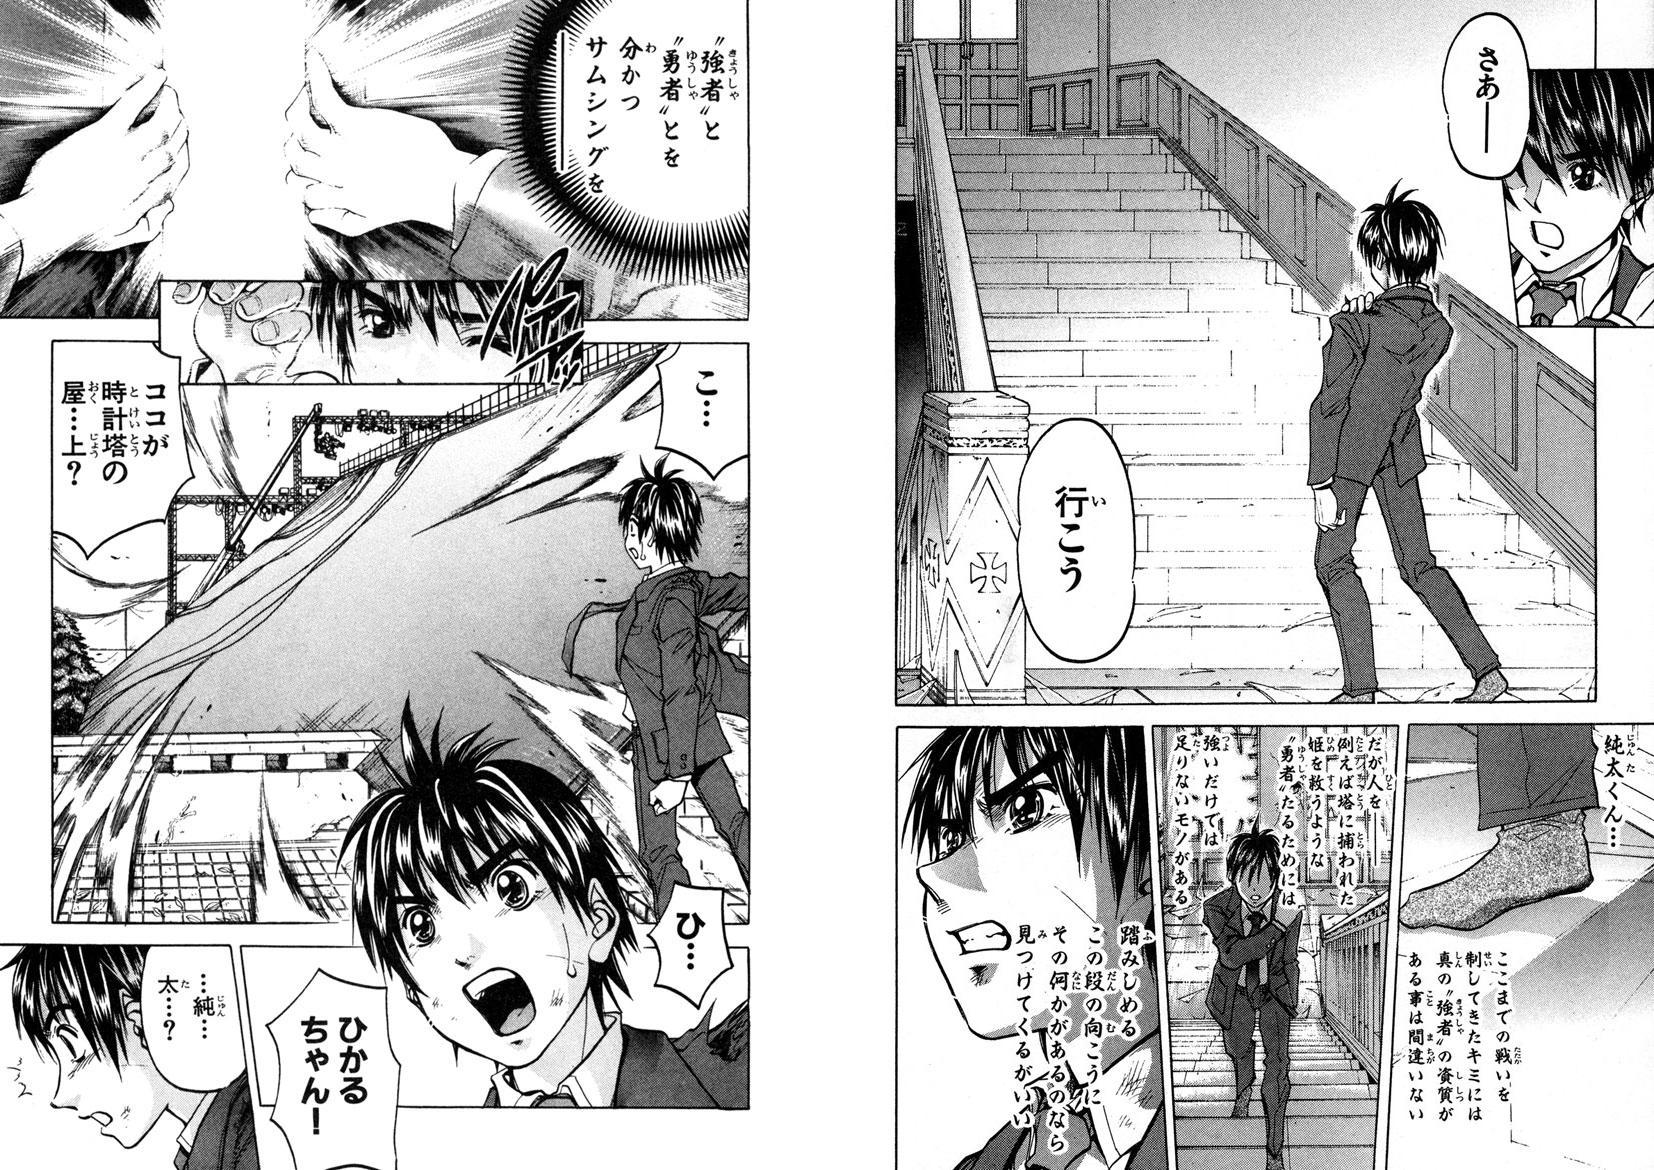 さあ──
行こう
純太くん…
ここまでの戦いを
制してきたキミには
真の〝強者〟の資質が
ある事は間違いない
だが人を
例えば塔に捕われた
姫を救うような
〝勇者〟たるためには
強いだけでは
足りないモノがある
踏みしめる
この段の向こうに
その何かがあるのなら
見つけてくるがいい
〝強者〟と
〝勇者〟とを
分かつ
サムシングを
────
パアアアッ
こ…
ココが
時計塔の
屋…上?
ひ…
ひかる
ちゃん!
…純…
太…?